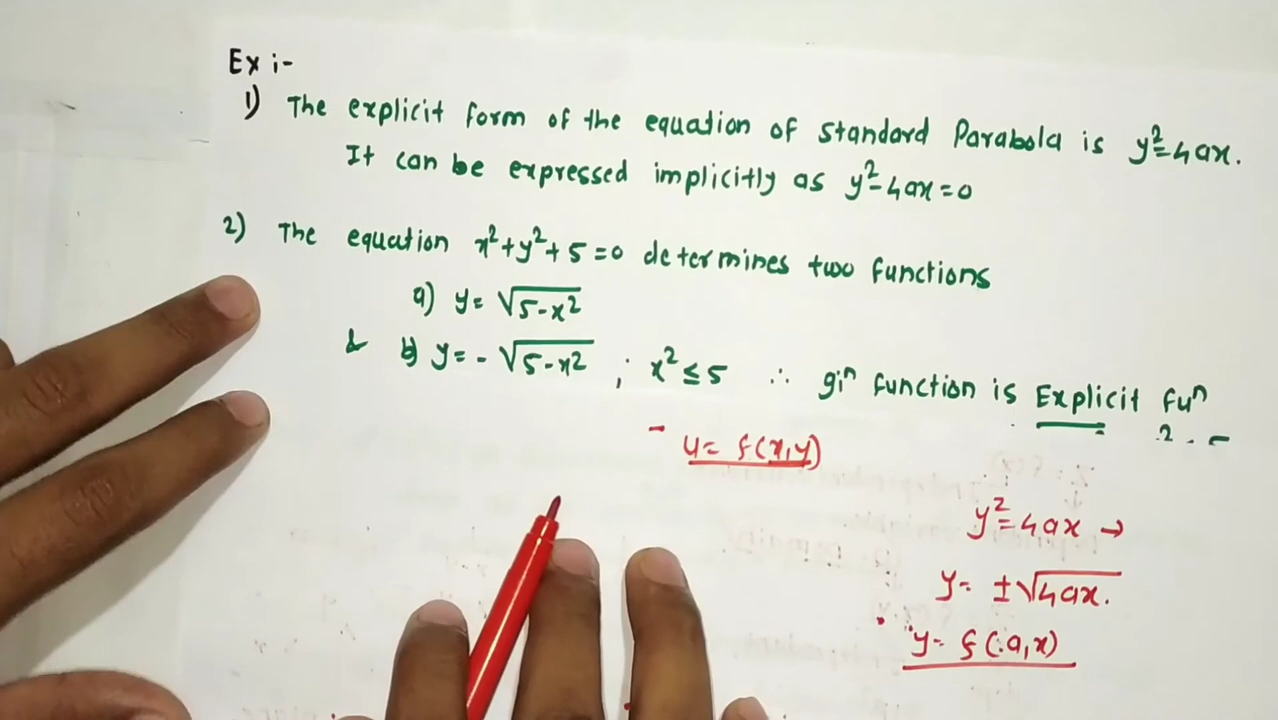 Ex :-
1) The explicit form of the equation of standard Parabola is y²=4ax.
It can be expressed implicitly as y²-4ax=0
2) The equation x²+y²+5=0 determines two functions
a) y= √5-x²
& b) y= - √5-x² ; x² ≤ 5 ∴ giⁿ function is Explicit fuⁿ
u= f(x,y)
y²=4ax →
y= ±√4ax.
y= f(a,x)